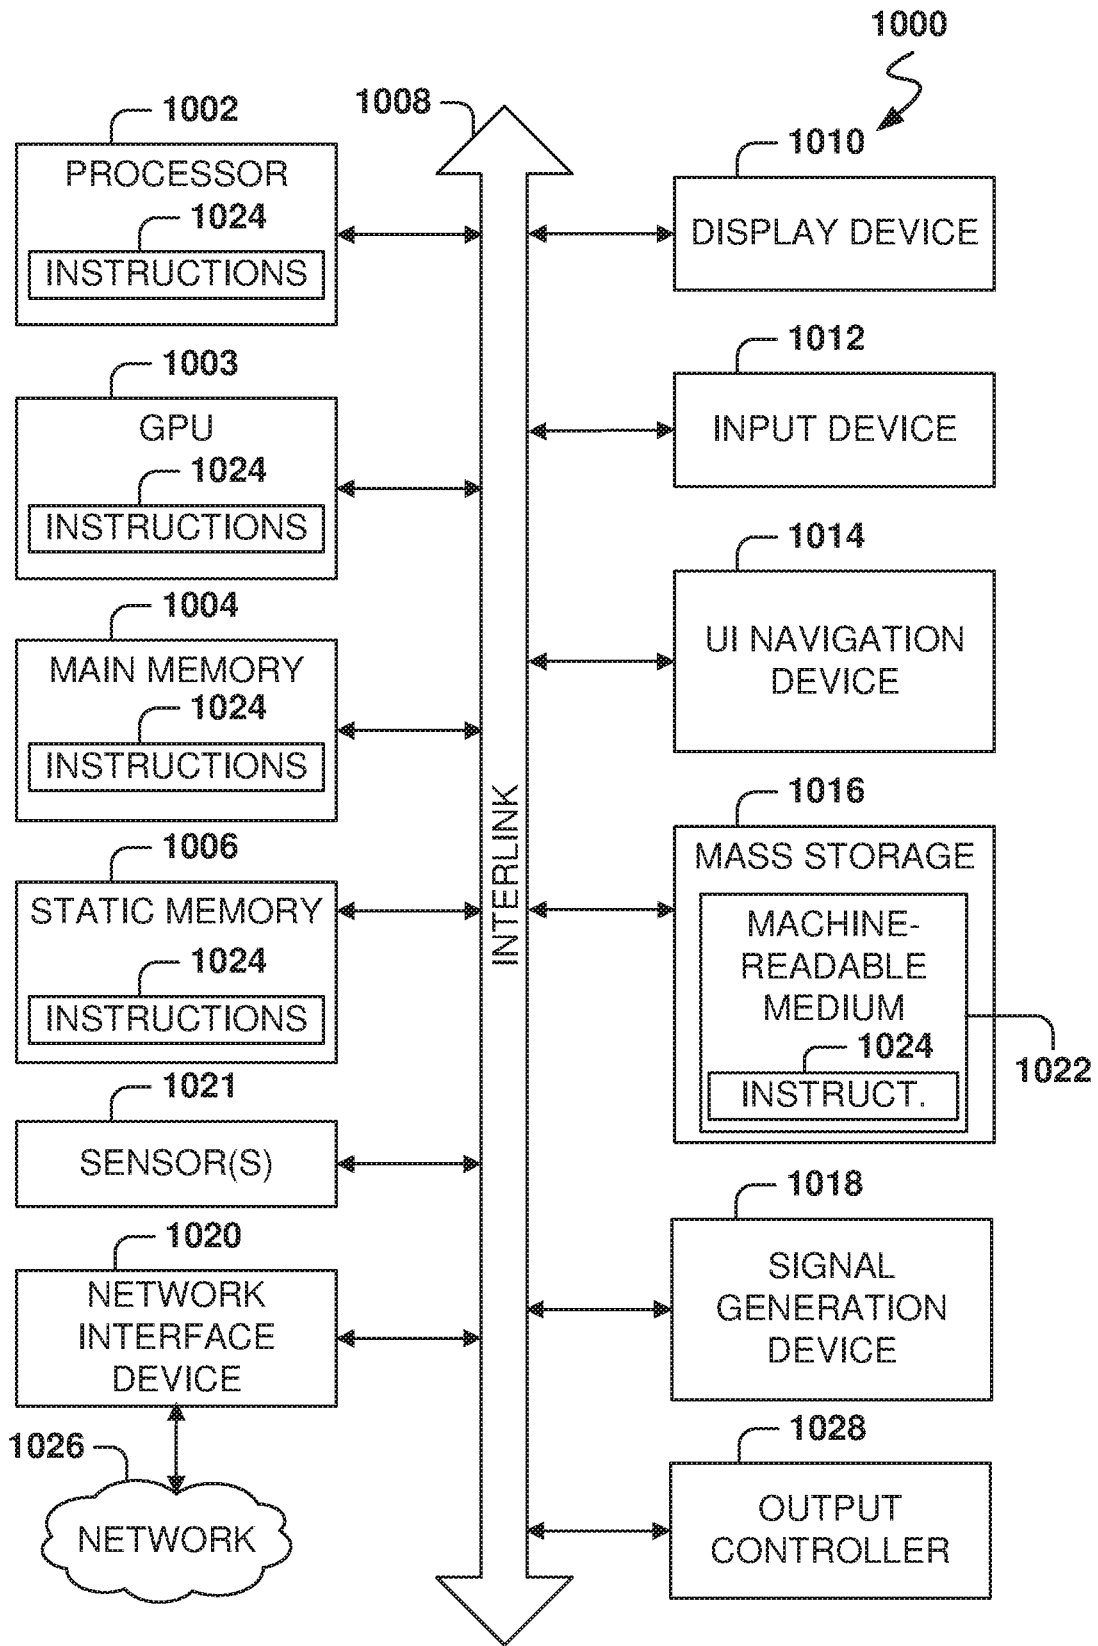 1000
1002
PROCESSOR
1024
INSTRUCTIONS
1003
GPU
1024
INSTRUCTIONS
1004
MAIN MEMORY
1024
INSTRUCTIONS
1006
STATIC MEMORY
1024
INSTRUCTIONS
1021
SENSOR(S)
1020
NETWORK
INTERFACE
DEVICE
1026
NETWORK
1008
INTERLINK
1010
DISPLAY DEVICE
1012
INPUT DEVICE
1014
UI NAVIGATION
DEVICE
1016
MASS STORAGE
MACHINE-
READABLE
MEDIUM
1024
INSTRUCT.
1022
1018
SIGNAL
GENERATION
DEVICE
1028
OUTPUT
CONTROLLER